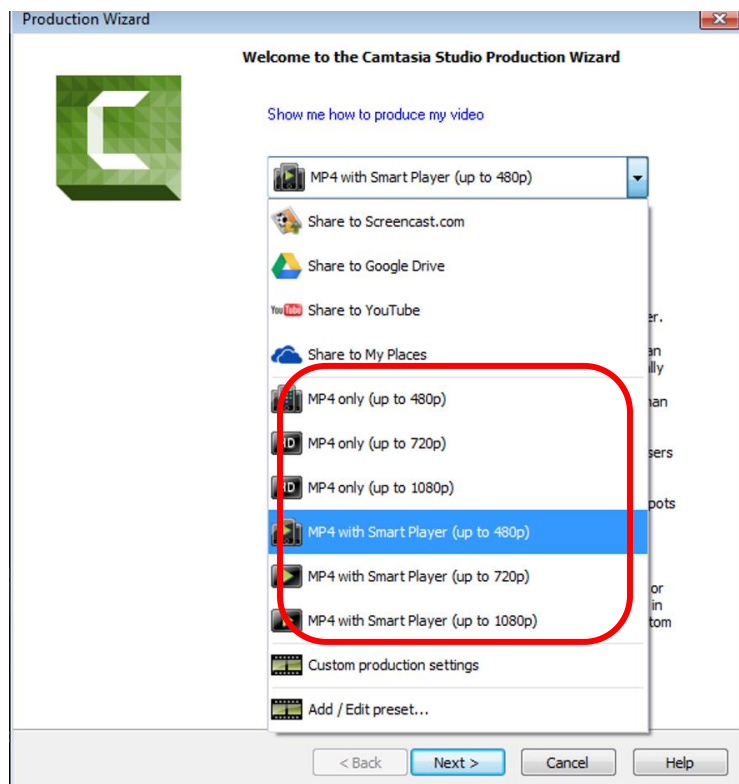 Production Wizard
Welcome to the Camtasia Studio Production Wizard
Show me how to produce my video
MP4 with Smart Player (up to 480p)
Share to Screencast.com
Share to Google Drive
You Tube Share to YouTube
er.
Share to My Places
an
ally
MP4 only (up to 480p)
han
HD MP4 only (up to 720p)
sers
HD MP4 only (up to 1080p)
pots
MP4 with Smart Player (up to 480p)
MP4 with Smart Player (up to 720p)
or
in
MP4 with Smart Player (up to 1080p)
tom
Custom production settings
Add / Edit preset...
< Back Next > Cancel Help